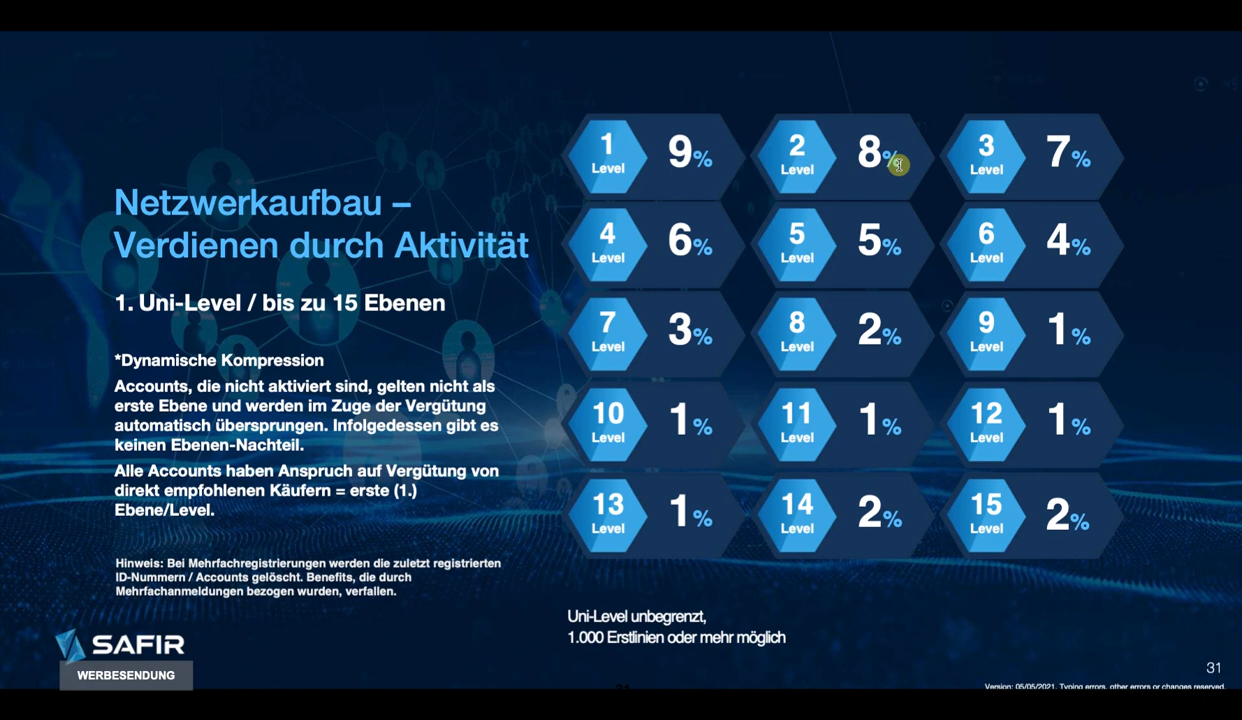 Netzwerkaufbau –
Verdienen durch Aktivität
1. Uni-Level / bis zu 15 Ebenen
*Dynamische Kompression
Accounts, die nicht aktiviert sind, gelten nicht als
erste Ebene und werden im Zuge der Vergütung
automatisch übersprungen. Infolgedessen gibt es
keinen Ebenen-Nachteil.
Alle Accounts haben Anspruch auf Vergütung von
direkt empfohlenen Käufern = erste (1.)
Ebene/Level.
Hinweis: Bei Mehrfachregistrierungen werden die zuletzt registrierten
ID-Nummern / Accounts gelöscht. Benefits, die durch
Mehrfachanmeldungen bezogen wurden, verfallen.
SAFIR
WERBESENDUNG
1 Level 9%
2 Level 8%
3 Level 7%
4 Level 6%
5 Level 5%
6 Level 4%
7 Level 3%
8 Level 2%
9 Level 1%
10 Level 1%
11 Level 1%
12 Level 1%
13 Level 1%
14 Level 2%
15 Level 2%
Uni-Level unbegrenzt,
1.000 Erstlinien oder mehr möglich
31
Version: 05/05/2021. Typing errors, other errors or changes reserved.